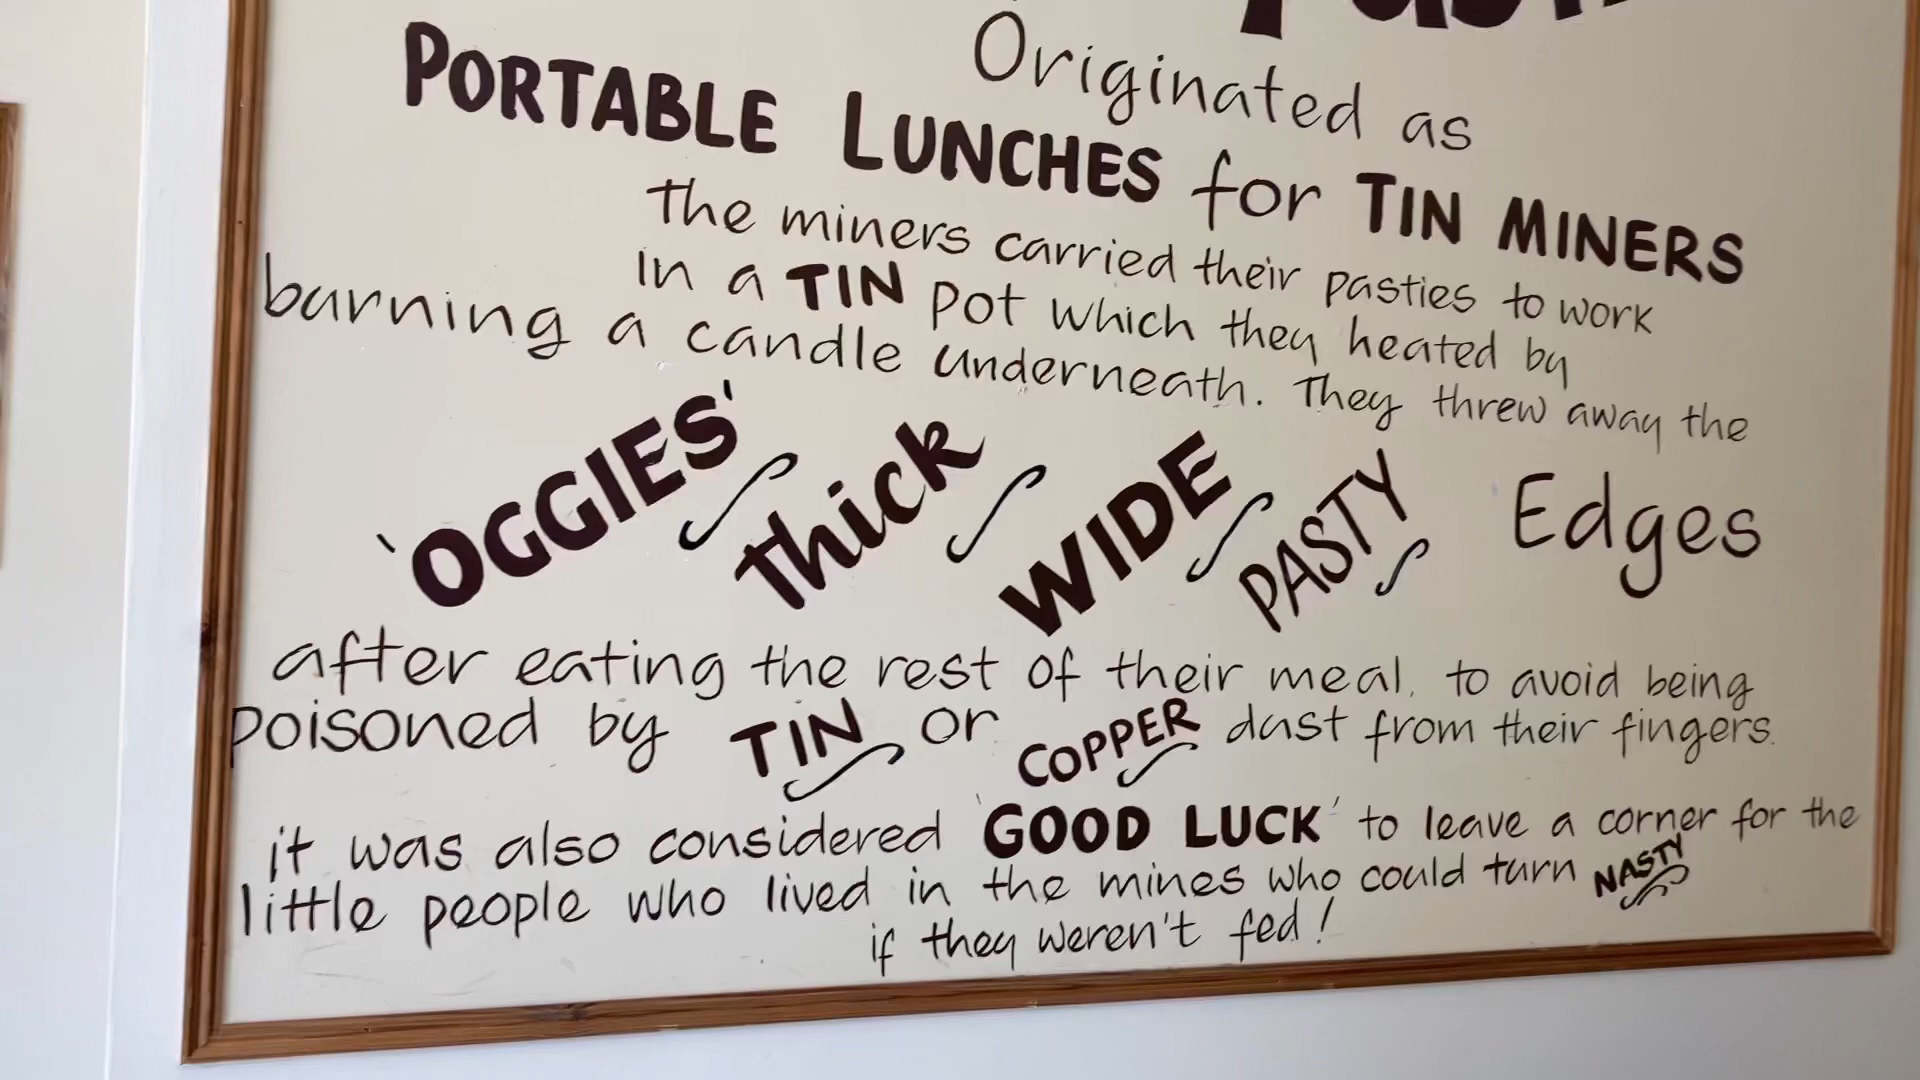 Originated as
PORTABLE LUNCHES for TIN MINERS
the miners carried their pasties to work
In a TIN pot which they heated by
burning a candle underneath. They threw away the
'OGGIES' thick WIDE PASTY Edges
after eating the rest of their meal, to avoid being
poisoned by TIN or COPPER dust from their fingers.
it was also considered 'GOOD LUCK' to leave a corner for the
little people who lived in the mines who could turn NASTY
if they weren't fed!